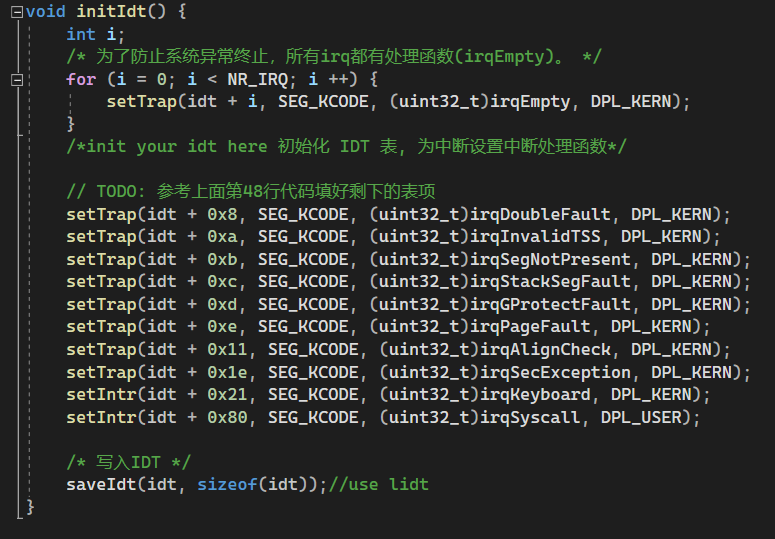 void initIdt() {
    int i;
    /* 为了防止系统异常终止，所有irq都有处理函数(irqEmpty)。 */
    for (i = 0; i < NR_IRQ; i ++) {
        setTrap(idt + i, SEG_KCODE, (uint32_t)irqEmpty, DPL_KERN);
    }
    /*init your idt here 初始化 IDT 表, 为中断设置中断处理函数*/

    // TODO: 参考上面第48行代码填好剩下的表项
    setTrap(idt + 0x8, SEG_KCODE, (uint32_t)irqDoubleFault, DPL_KERN);
    setTrap(idt + 0xa, SEG_KCODE, (uint32_t)irqInvalidTSS, DPL_KERN);
    setTrap(idt + 0xb, SEG_KCODE, (uint32_t)irqSegNotPresent, DPL_KERN);
    setTrap(idt + 0xc, SEG_KCODE, (uint32_t)irqStackSegFault, DPL_KERN);
    setTrap(idt + 0xd, SEG_KCODE, (uint32_t)irqGProtectFault, DPL_KERN);
    setTrap(idt + 0xe, SEG_KCODE, (uint32_t)irqPageFault, DPL_KERN);
    setTrap(idt + 0x11, SEG_KCODE, (uint32_t)irqAlignCheck, DPL_KERN);
    setTrap(idt + 0x1e, SEG_KCODE, (uint32_t)irqSecException, DPL_KERN);
    setIntr(idt + 0x21, SEG_KCODE, (uint32_t)irqKeyboard, DPL_KERN);
    setIntr(idt + 0x80, SEG_KCODE, (uint32_t)irqSyscall, DPL_USER);

    /* 写入IDT */
    saveIdt(idt, sizeof(idt));//use lidt
}